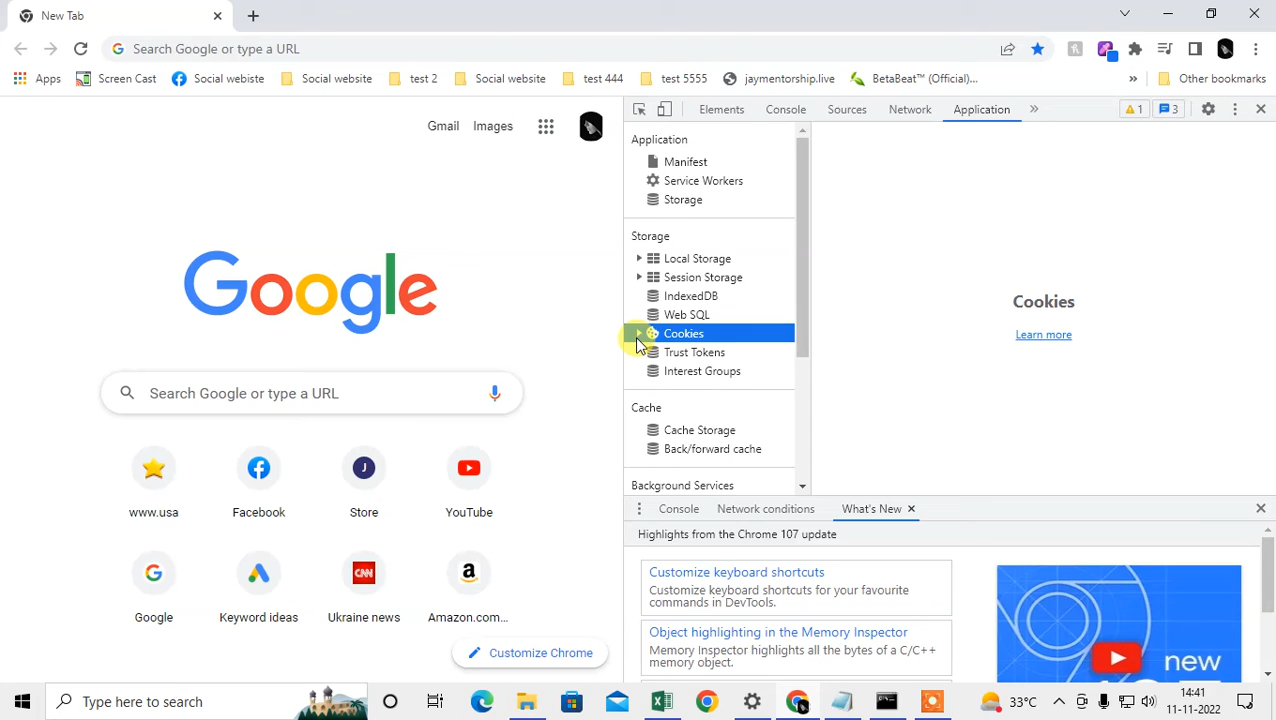 New Tab
Search Google or type a URL
Apps
Screen Cast
Social webiste
Social website
test 2
Social website
test 444
test 5555
jaymentorship.live
BetaBeat™ (Official)...
»
Other bookmarks
Gmail
Images
Google
Search Google or type a URL
www.usa
Facebook
Store
YouTube
Google
Keyword ideas
Ukraine news
Amazon.com...
Customize Chrome
Elements
Console
Sources
Network
Application
»
1
3
Application
Manifest
Service Workers
Storage
Storage
Local Storage
Session Storage
IndexedDB
Web SQL
Cookies
Trust Tokens
Interest Groups
Cache
Cache Storage
Back/forward cache
Background Services
Cookies
Learn more
Console
Network conditions
What's New
Highlights from the Chrome 107 update
Customize keyboard shortcuts
Customize keyboard shortcuts for your favourite
commands in DevTools.
Object highlighting in the Memory Inspector
Memory Inspector highlights all the bytes of a C/C++
memory object.
new
Type here to search
33°C
14:41
11-11-2022